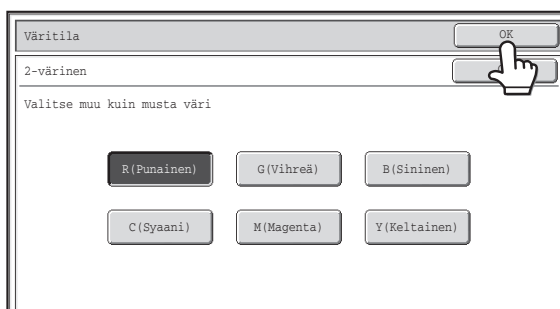 Väritila OK
2-värinen
Valitse muu kuin musta väri
R(Punainen) G(Vihreä) B(Sininen)
C(Syaani) M(Magenta) Y(Keltainen)